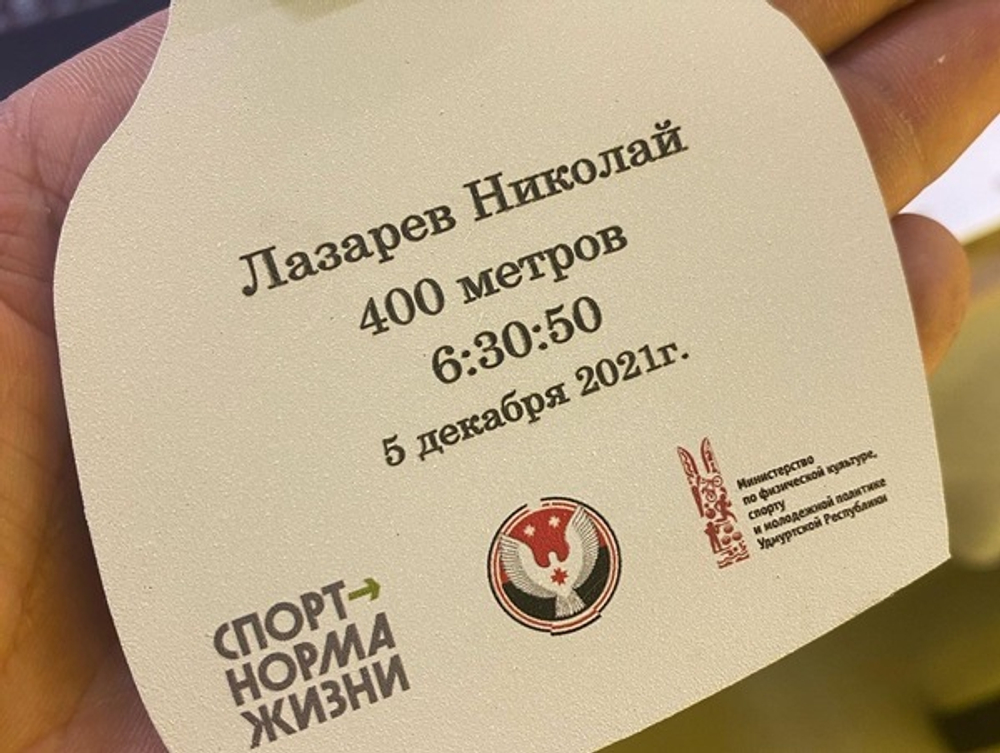 Лазарев Николай
400 метров
6:30:50
5 декабря 2021г.
СПОРТ→
НОРМА
ЖИЗНИ
Министерство
по физической культуре,
спорту
и молодежной политике
Удмуртской Республики